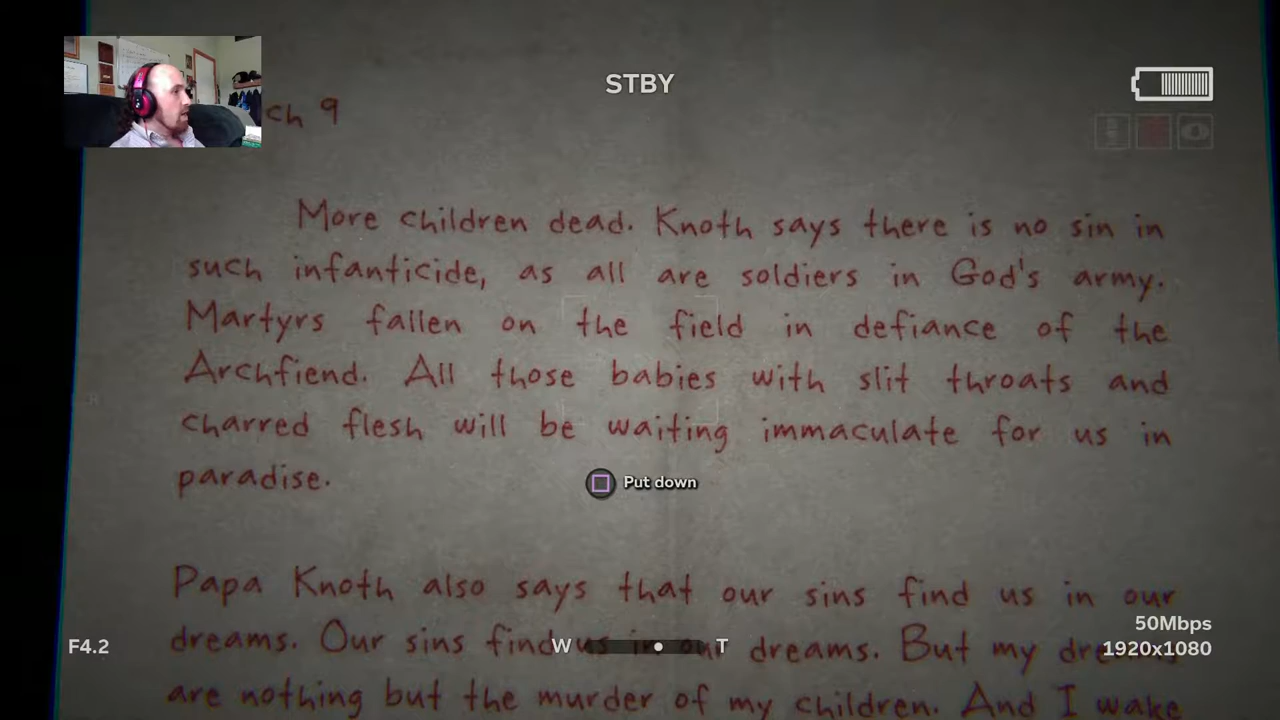 STBY
ch 9
More children dead. Knoth says there is no sin in
such infanticide, as all are soldiers in God's army.
Martyrs fallen on the field in defiance of the
Archfiend. All those babies with slit throats and
charred flesh will be waiting immaculate for us in
paradise.
Put down
Papa Knoth also says that our sins find us in our
dreams. Our sins find us in our dreams. But my dreams
are nothing but the murder of my children. And I wake
F4.2
W
T
50Mbps
1920x1080